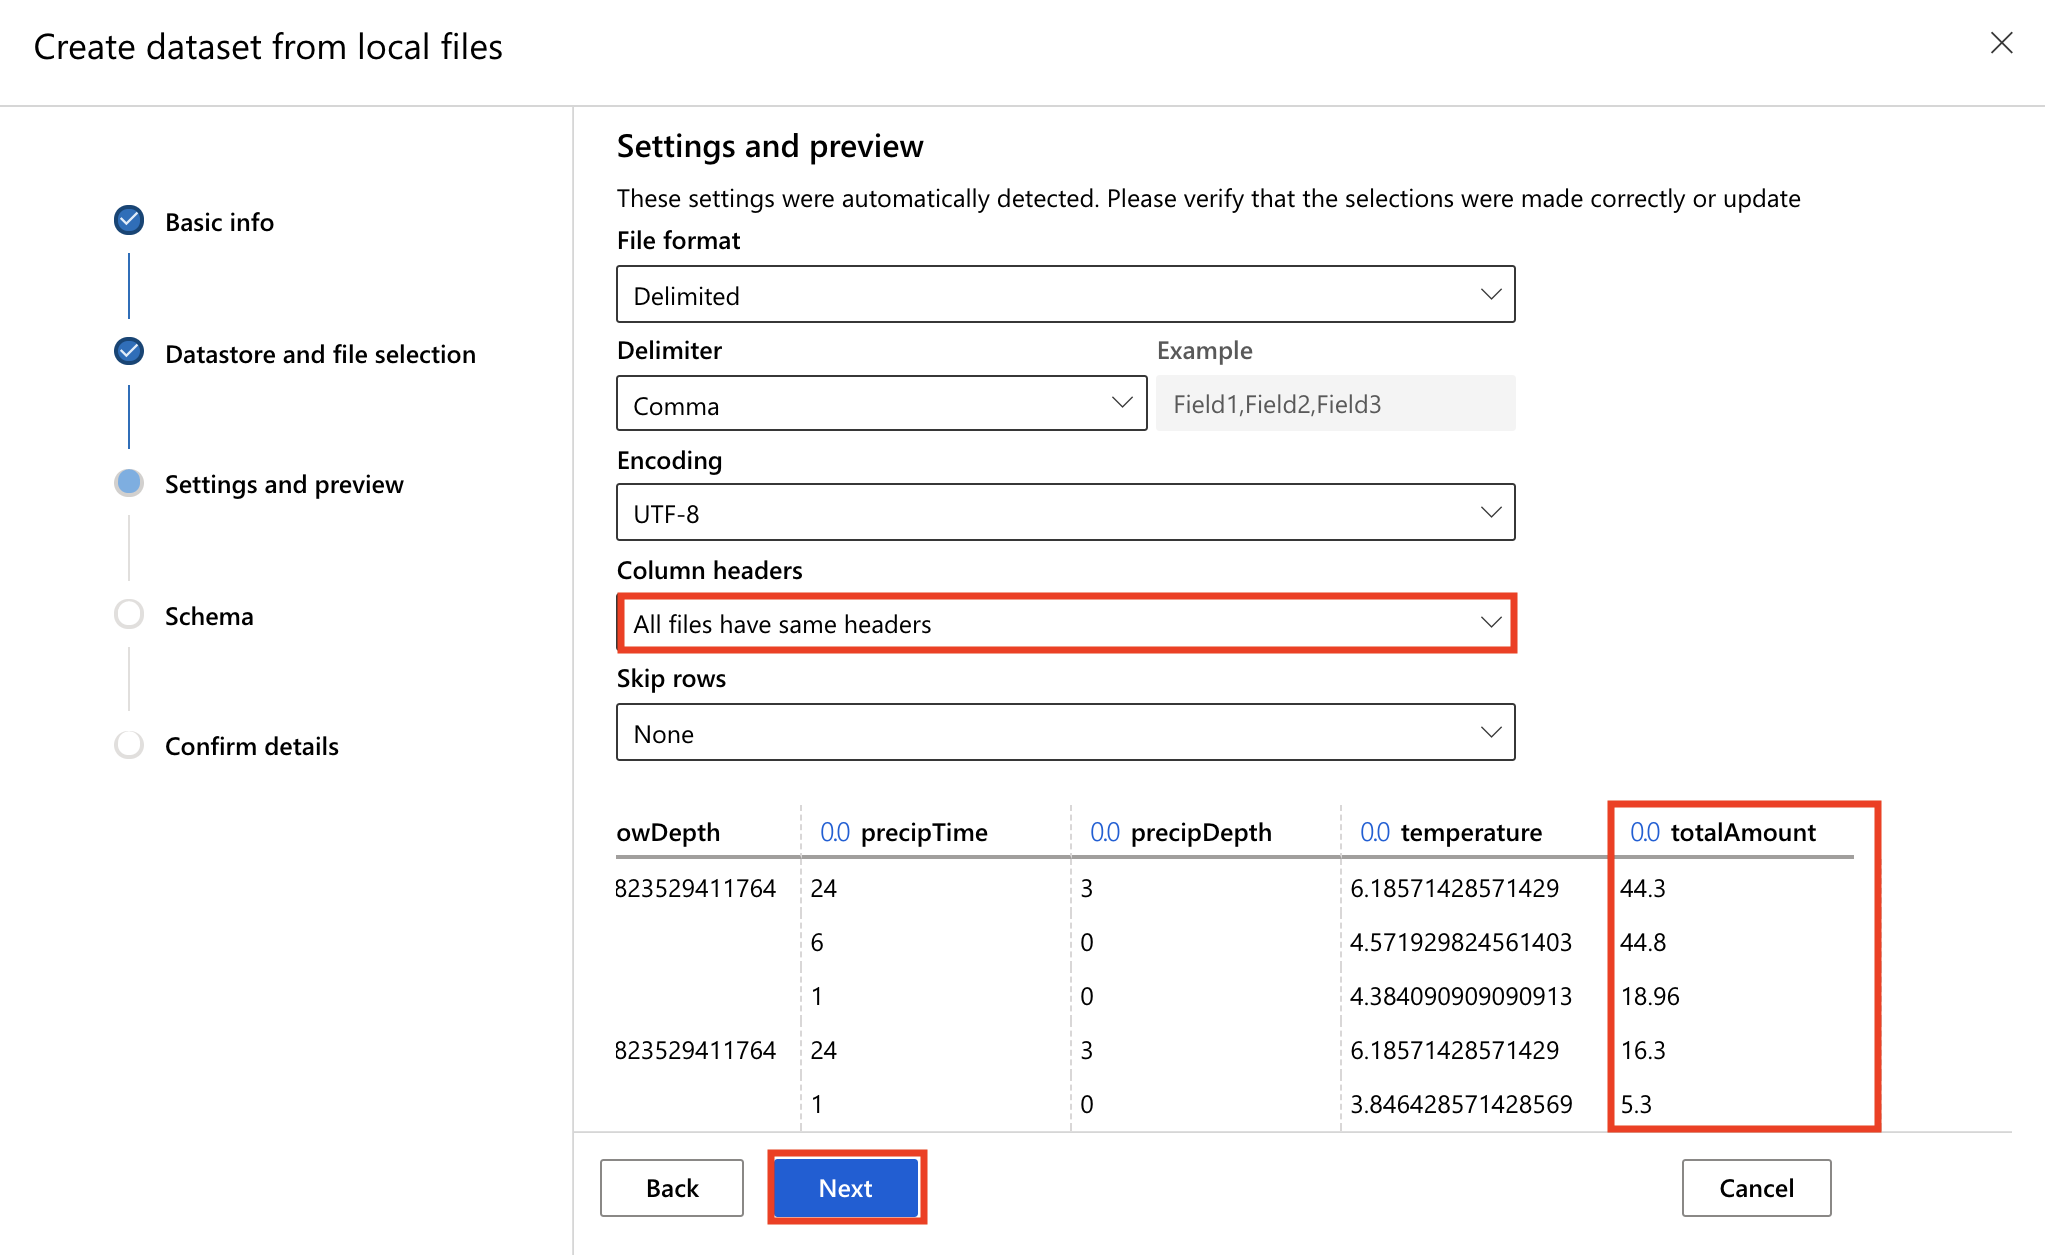 Create dataset from local files
Basic info
Datastore and file selection
Settings and preview
Schema
Confirm details
Settings and preview
These settings were automatically detected. Please verify that the selections were made correctly or update
File format
Delimited
Delimiter Example
Comma Field1,Field2,Field3
Encoding
UTF-8
Column headers
All files have same headers
Skip rows
None
owDepth 0.0 precipTime 0.0 precipDepth 0.0 temperature 0.0 totalAmount
823529411764 24 3 6.18571428571429 44.3
6 0 4.571929824561403 44.8
1 0 4.384090909090913 18.96
823529411764 24 3 6.18571428571429 16.3
1 0 3.846428571428569 5.3
Back Next Cancel